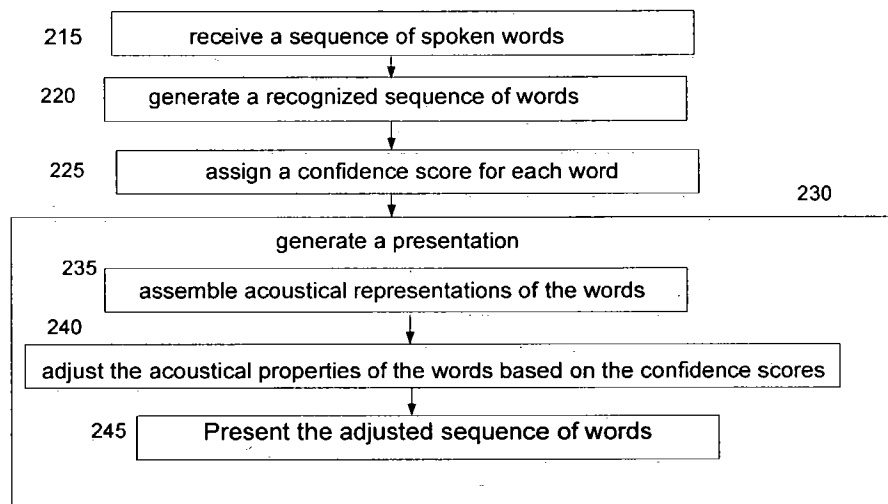 215 receive a sequence of spoken words
220 generate a recognized sequence of words
225 assign a confidence score for each word
230
generate a presentation
235
assemble acoustical representations of the words
240
adjust the acoustical properties of the words based on the confidence scores
245 Present the adjusted sequence of words